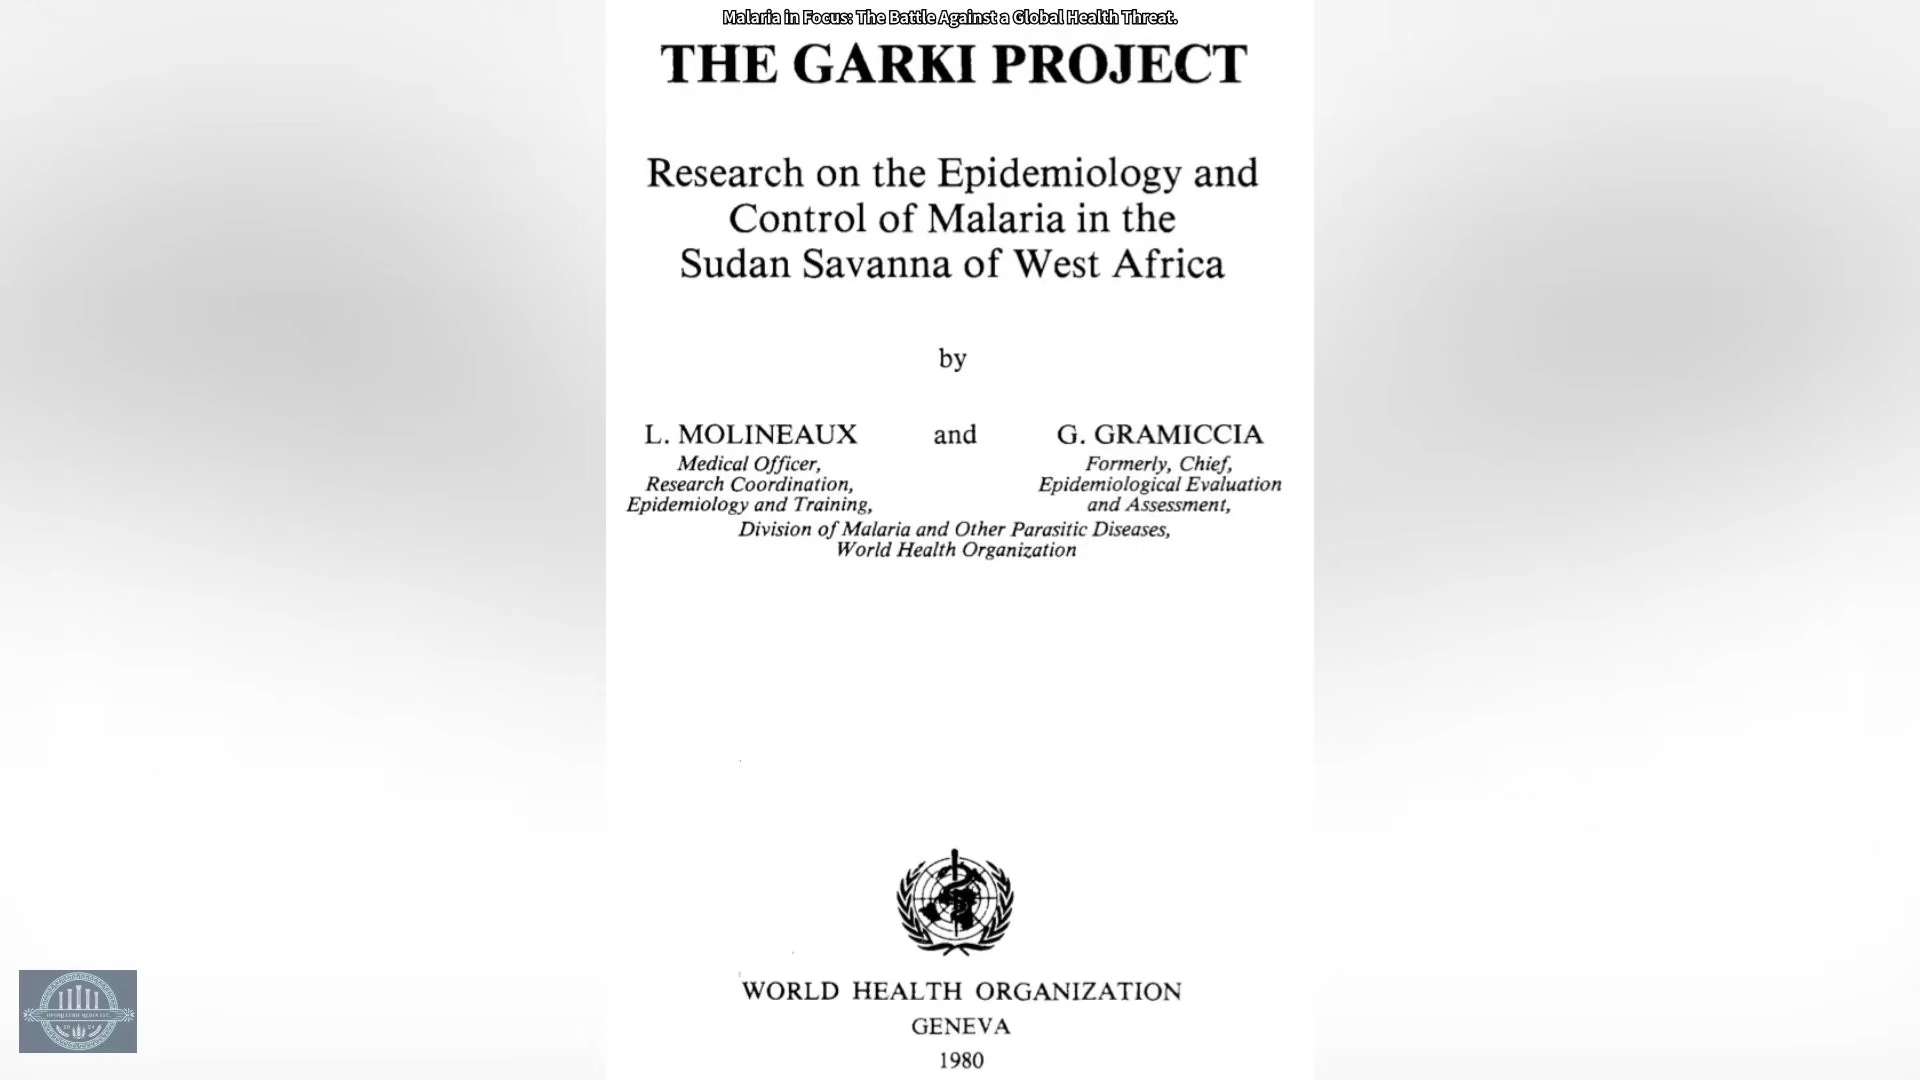 Malaria in Focus: The Battle Against a Global Health Threat.
THE GARKI PROJECT
Research on the Epidemiology and
Control of Malaria in the
Sudan Savanna of West Africa
by
L. MOLINEAUX and G. GRAMICCIA
Medical Officer, Formerly, Chief,
Research Coordination, Epidemiological Evaluation
Epidemiology and Training, and Assessment,
Division of Malaria and Other Parasitic Diseases,
World Health Organization
WORLD HEALTH ORGANIZATION
GENEVA
1980